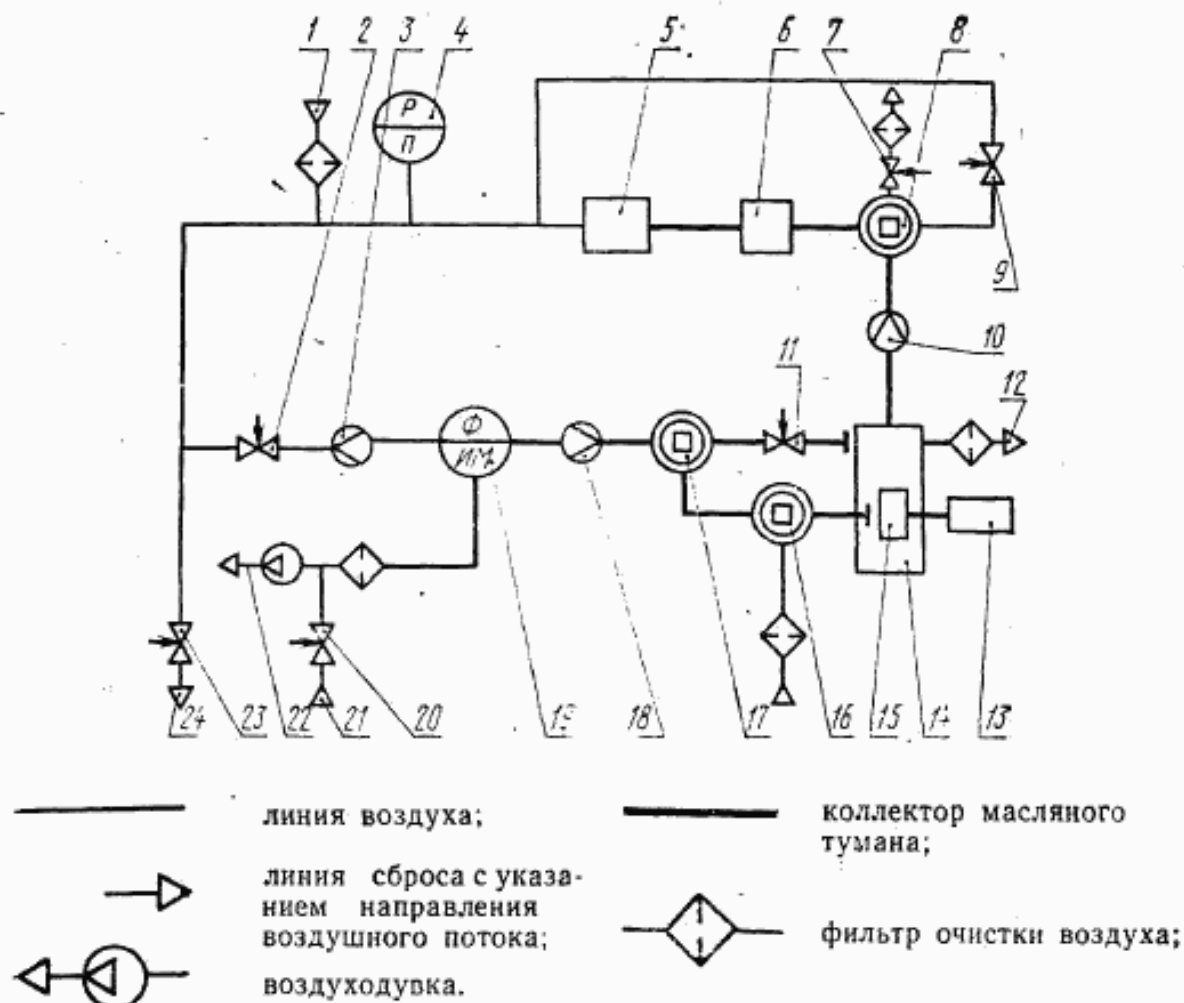 1 2 3 4 5 6 7 8
Р
П
9
10
11
12
Ф
24 23 22 21 20 19 18 17 16 15 14 13
линия воздуха;
линия сброса с указа-
нием направления
воздушного потока;
воздуходувка.
коллектор масляного
тумана;
фильтр очистки воздуха;